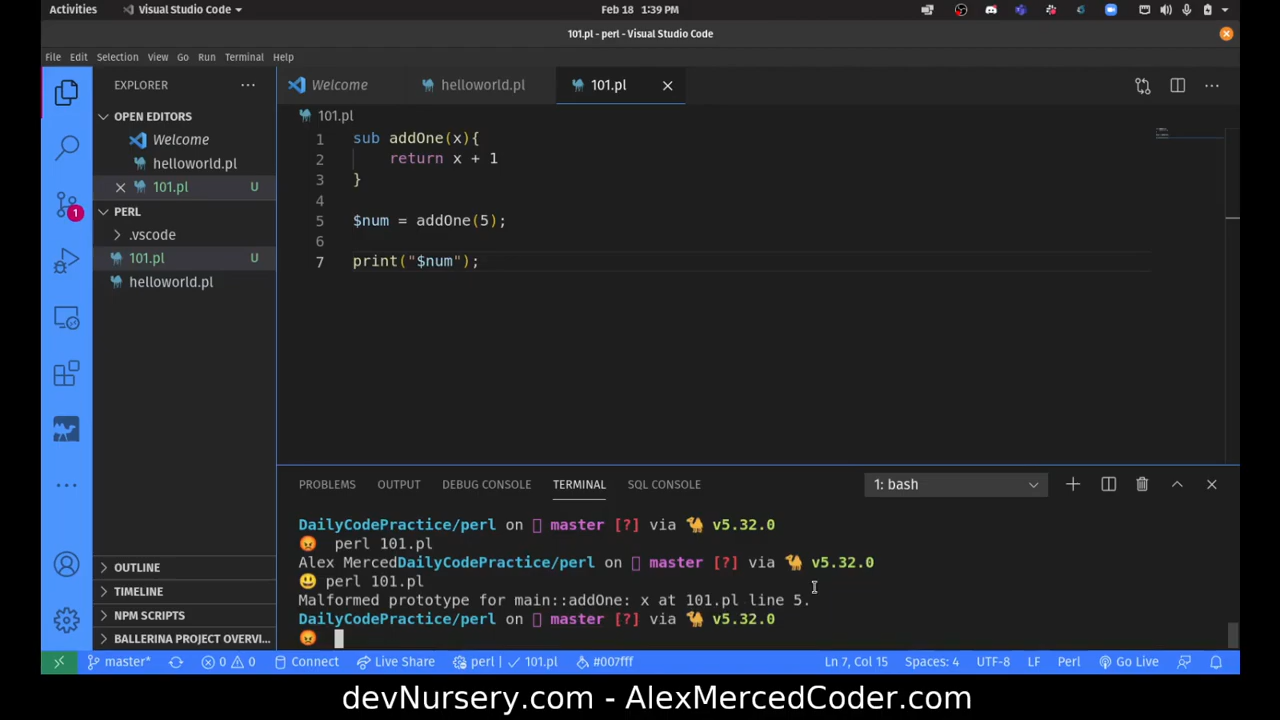 Activities
Visual Studio Code
Feb 18 1:39 PM
101.pl - perl - Visual Studio Code
File Edit Selection View Go Run Terminal Help
EXPLORER
OPEN EDITORS
Welcome
helloworld.pl
101.pl U
PERL
.vscode
101.pl U
helloworld.pl
OUTLINE
TIMELINE
NPM SCRIPTS
BALLERINA PROJECT OVERVI...
1
Welcome helloworld.pl 101.pl
101.pl
1 sub addOne(x){
2 return x + 1
3 }
4
5 $num = addOne(5);
6
7 print("$num");
PROBLEMS OUTPUT DEBUG CONSOLE TERMINAL SQL CONSOLE
1: bash
DailyCodePractice/perl on master [?] via 🐪 v5.32.0
😡 perl 101.pl
Alex MercedDailyCodePractice/perl on master [?] via 🐪 v5.32.0
😃 perl 101.pl
Malformed prototype for main::addOne: x at 101.pl line 5.
DailyCodePractice/perl on master [?] via 🐪 v5.32.0
😡
master* 0 0 Connect Live Share perl | ✓ 101.pl #007fff Ln 7, Col 15 Spaces: 4 UTF-8 LF Perl Go Live
devNursery.com - AlexMercedCoder.com